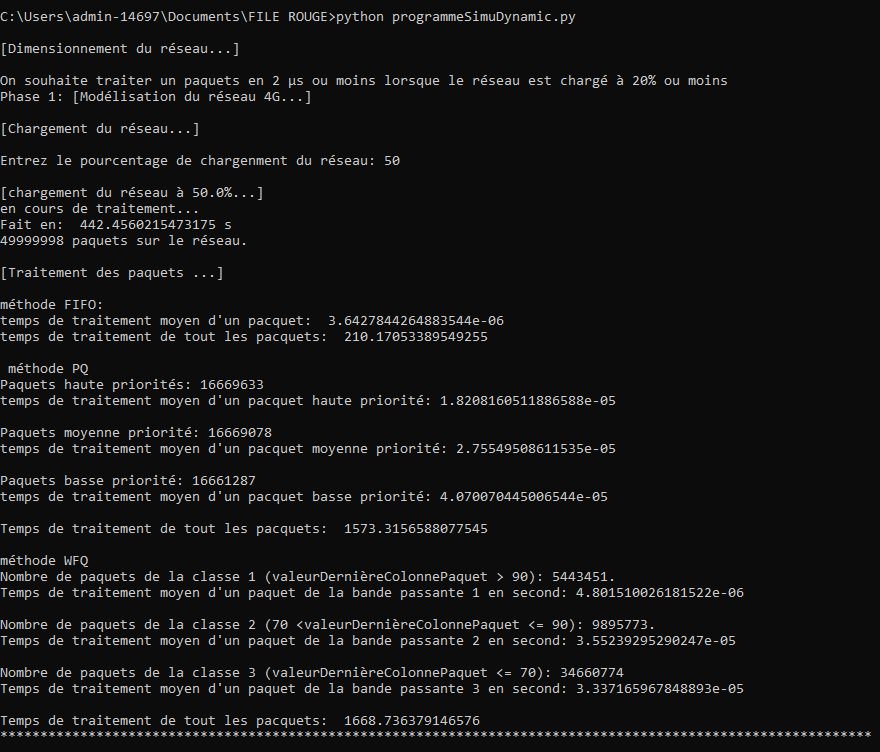 C:\Users\admin-14697\Documents\FILE ROUGE>python programmeSimuDynamic.py
[Dimensionnement du réseau...]
On souhaite traiter un paquets en 2 µs ou moins lorsque le réseau est chargé à 20% ou moins
Phase 1: [Modélisation du réseau 4G...]
[Chargement du réseau...]
Entrez le pourcentage de chargenment du réseau: 50
[chargement du réseau à 50.0%...]
en cours de traitement...
Fait en:  442.4560215473175 s
49999998 paquets sur le réseau.
[Traitement des paquets ...]
méthode FIFO:
temps de traitement moyen d'un pacquet:  3.6427844264883544e-06
temps de traitement de tout les pacquets:  210.17053389549255
méthode PQ
Paquets haute priorités: 16669633
temps de traitement moyen d'un pacquet haute priorité: 1.8208160511886588e-05
Paquets moyenne priorité: 16669078
temps de traitement moyen d'un pacquet moyenne priorité: 2.75549508611535e-05
Paquets basse priorité: 16661287
temps de traitement moyen d'un pacquet basse priorité: 4.070070445006544e-05
Temps de traitement de tout les pacquets:  1573.3156588077545
méthode WFQ
Nombre de paquets de la classe 1 (valeurDernièreColonnePaquet > 90): 5443451.
Temps de traitement moyen d'un paquet de la bande passante 1 en second: 4.801510026181522e-06
Nombre de paquets de la classe 2 (70 <valeurDernièreColonnePaquet <= 90): 9895773.
Temps de traitement moyen d'un paquet de la bande passante 2 en second: 3.55239295290247e-05
Nombre de paquets de la classe 3 (valeurDernièreColonnePaquet <= 70): 34660774
Temps de traitement moyen d'un paquet de la bande passante 3 en second: 3.337165967848893e-05
Temps de traitement de tout les pacquets:  1668.736379146576
*************************************************************************************************************